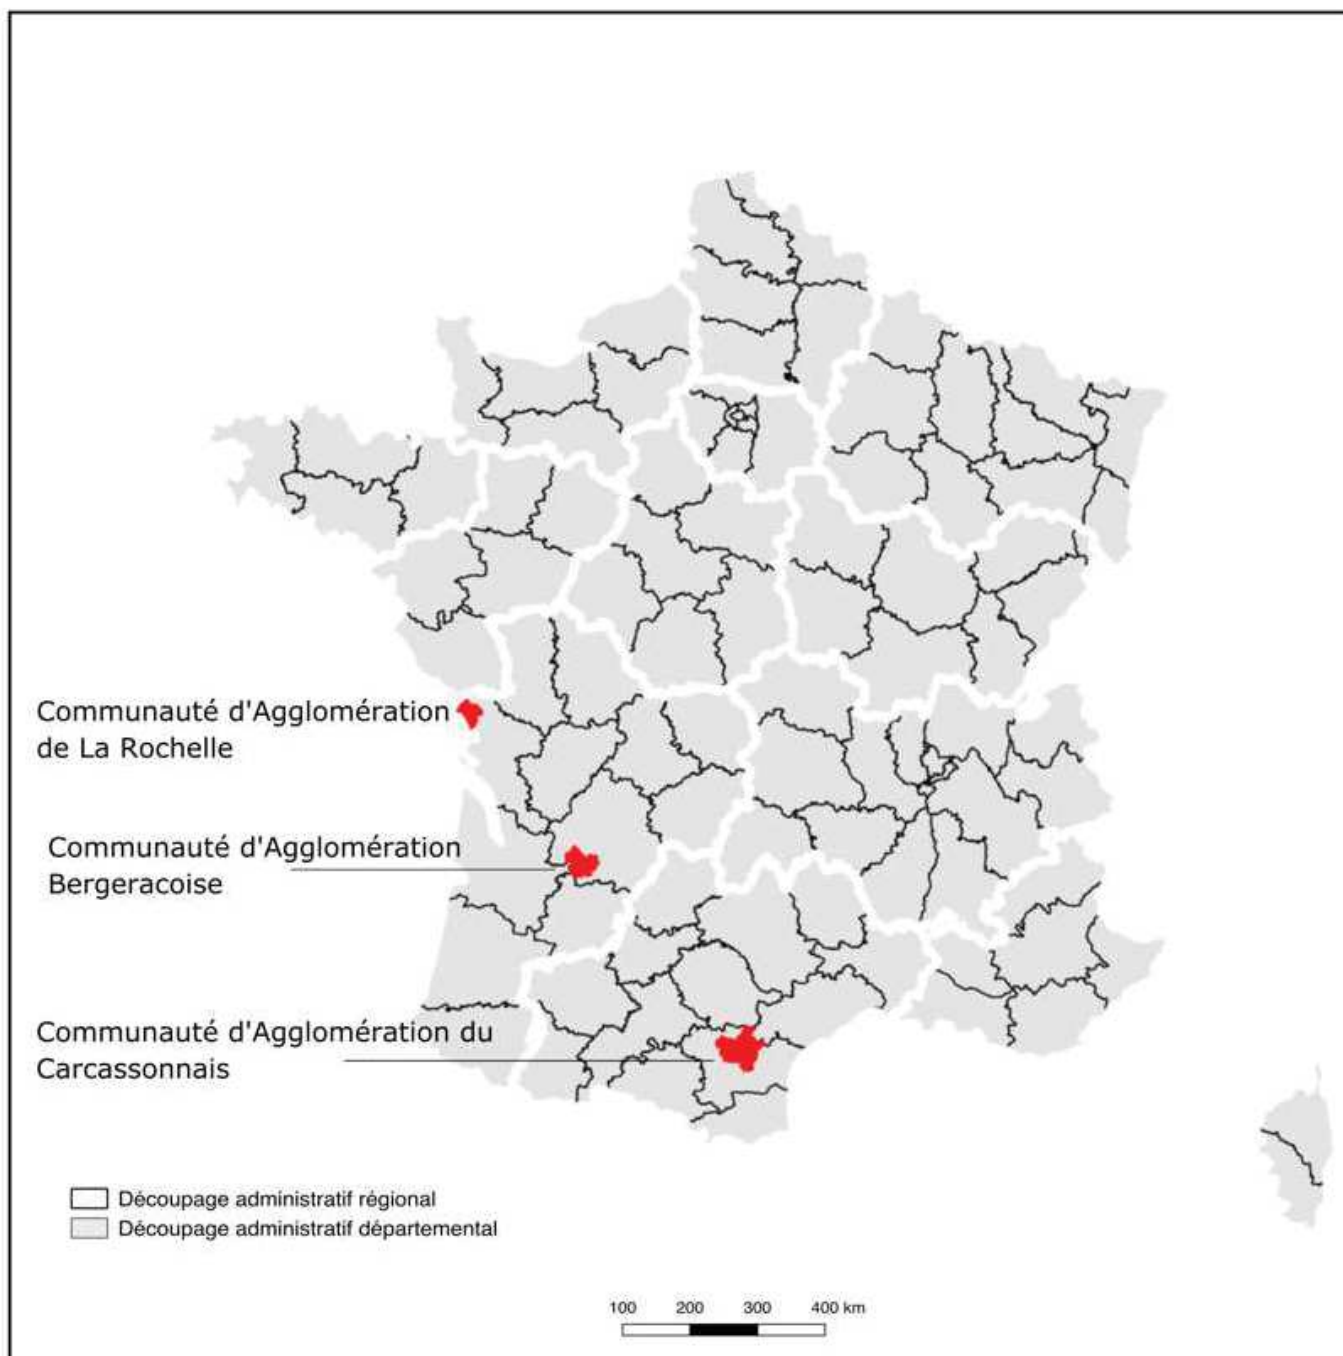 Communauté d'Agglomération
de La Rochelle
Communauté d'Agglomération
Bergeracoise
Communauté d'Agglomération du
Carcassonnais
Découpage administratif régional
Découpage administratif départemental
100 200 300 400 km